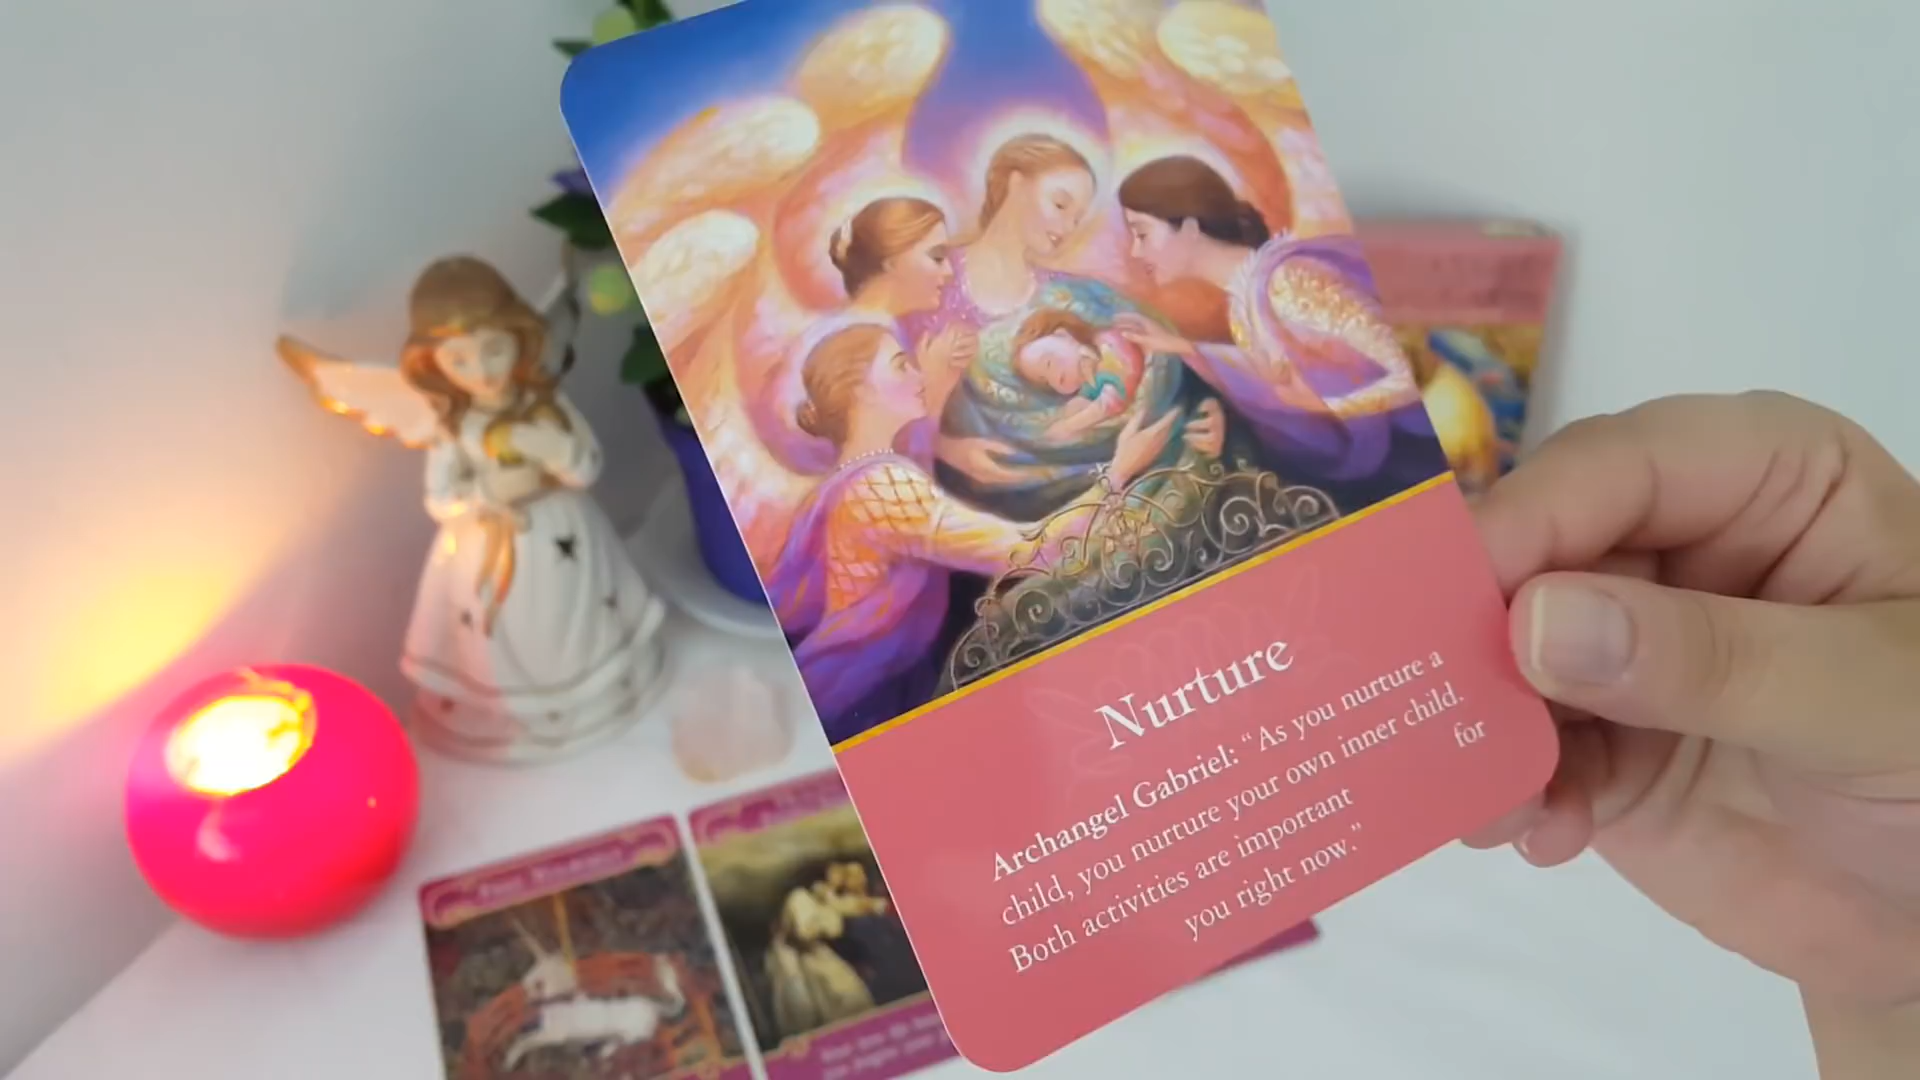 Nurture
Archangel Gabriel: “As you nurture a
child, you nurture your own inner child.
Both activities are important for
you right now.”